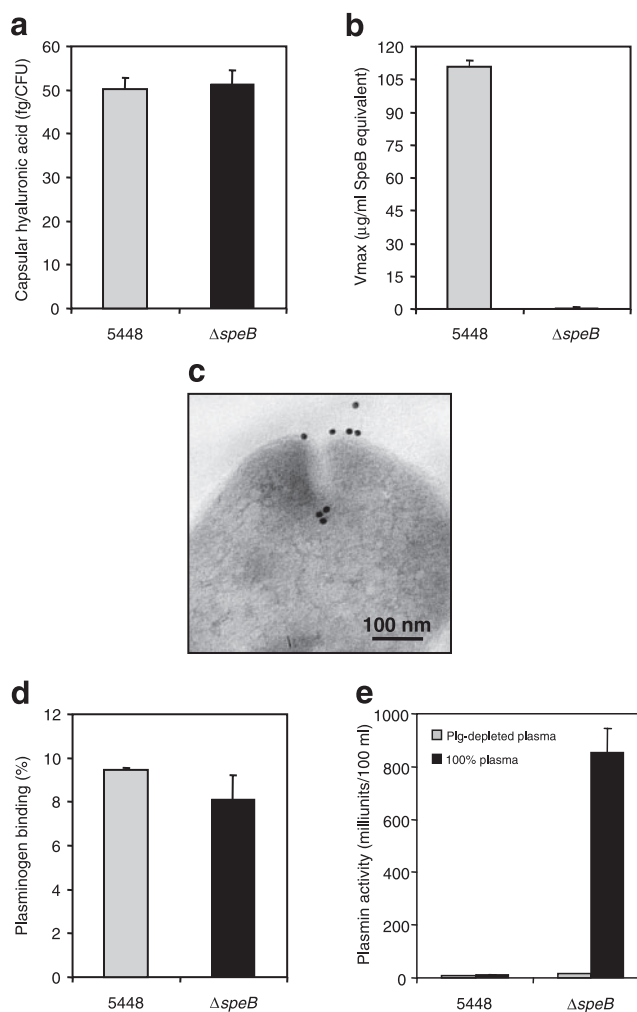 a
Capsular hyaluronic acid (fg/CFU)
60
50
40
30
20
10
0
5448
ΔspeB
b
Vmax (μg/ml SpeB equivalent)
120
105
90
75
60
45
30
15
0
5448
ΔspeB
c
100 nm
d
Plasminogen binding (%)
12
10
8
6
4
2
0
5448
ΔspeB
e
Plasmin activity (milliunits/100 ml)
1000
800
600
400
200
0
Plg-depleted plasma
100% plasma
5448
ΔspeB